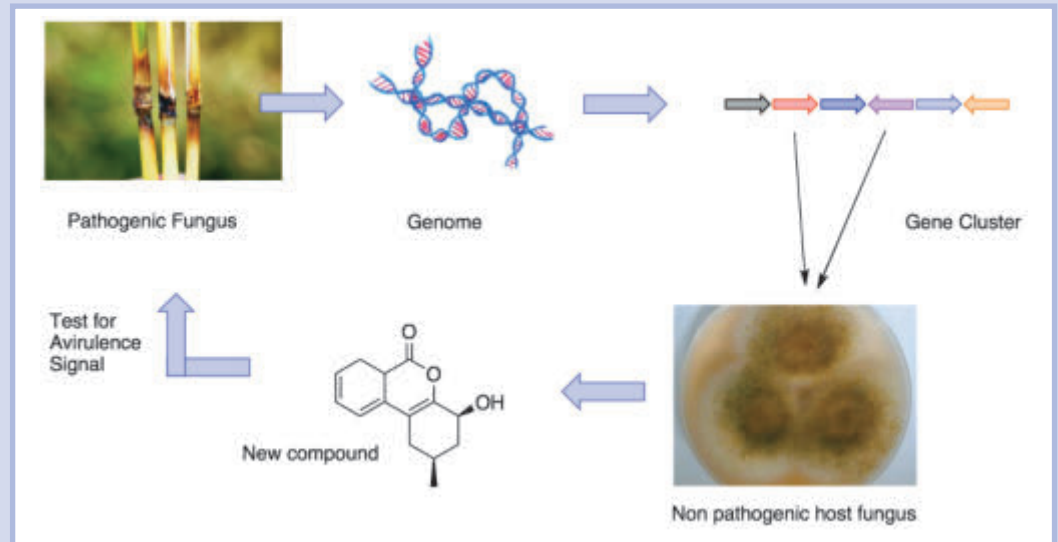 Pathogenic Fungus
Genome
Gene Cluster
Test for
Avirulence
Signal
O
O
OH
New compound
Non pathogenic host fungus